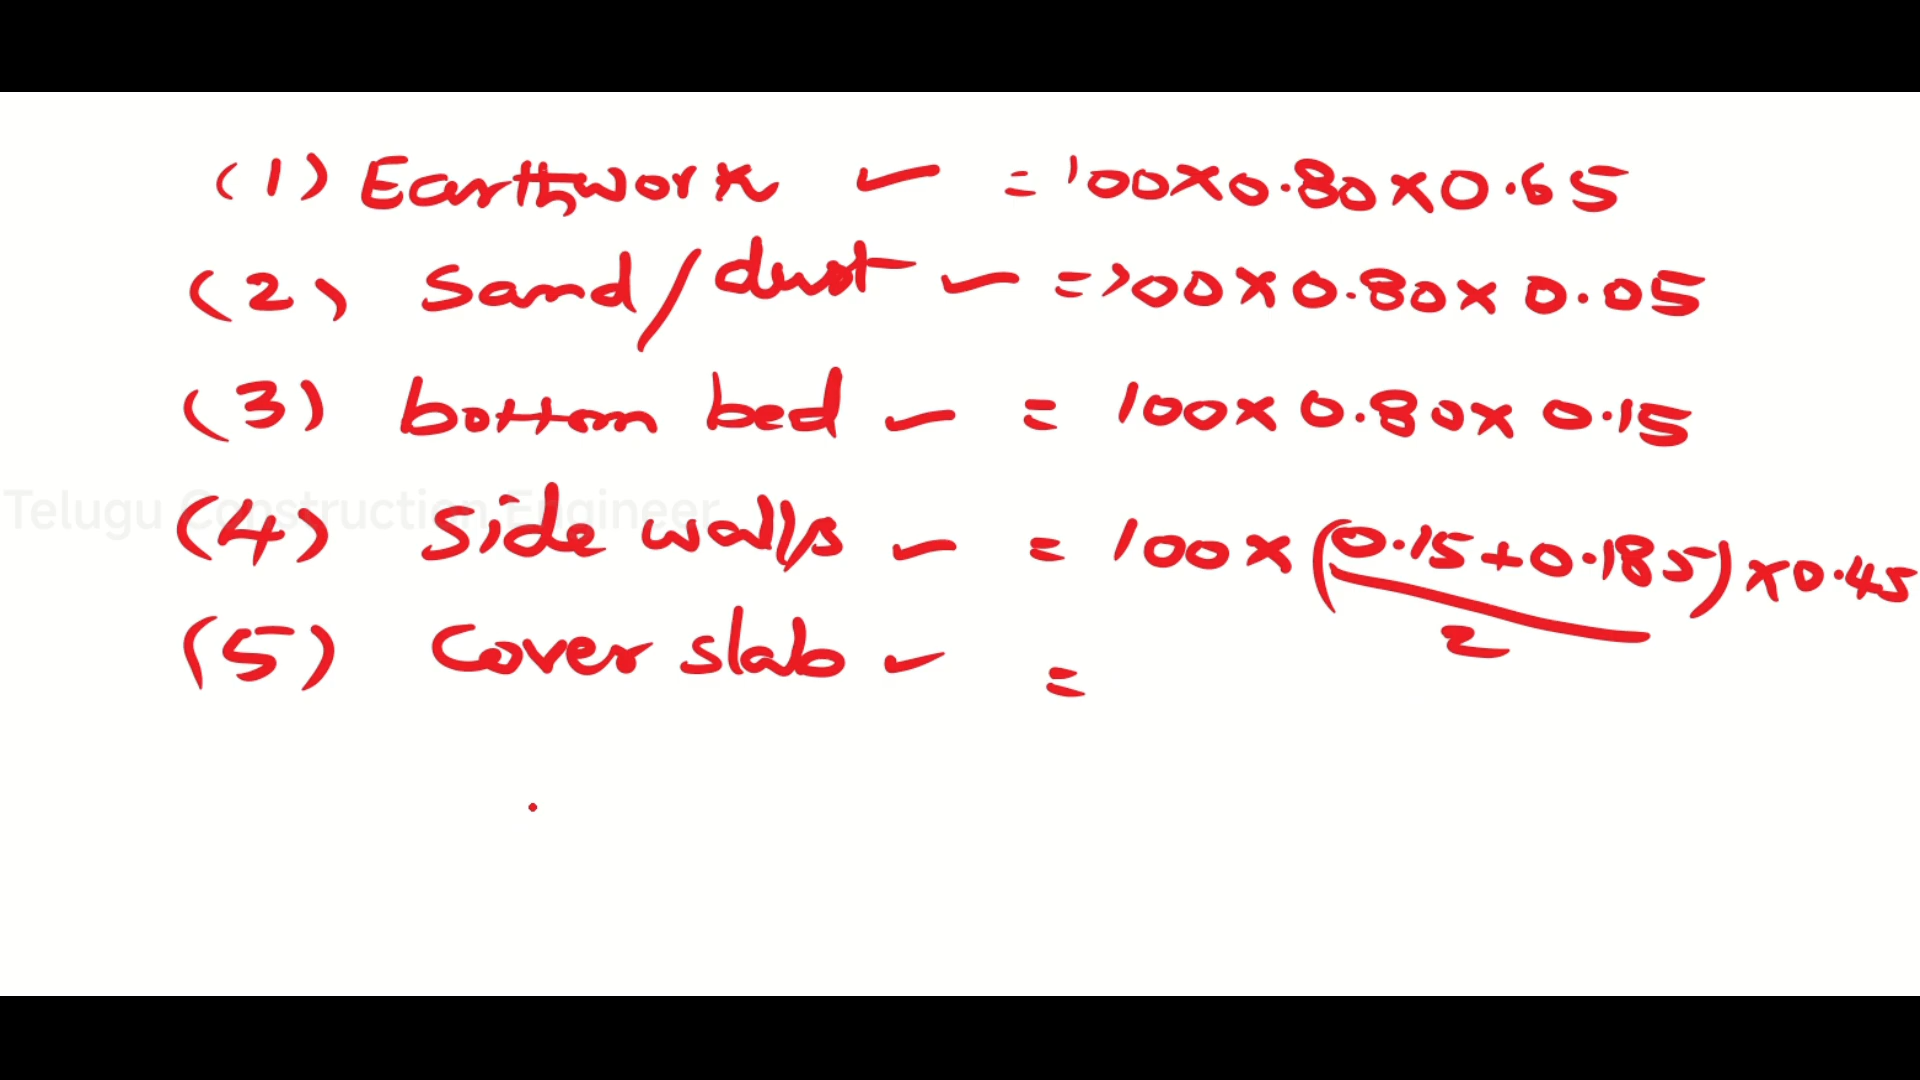 (1) Earthwork ✓ = 100×0.80×0.65
(2) Sand/dust ✓ = 100×0.80×0.05
(3) bottom bed ✓ = 100×0.80×0.15
Telugu Construction Engineer
(4) Side walls ✓ = 100×(0.15+0.185)/2×0.45
(5) Cover slab ✓ =